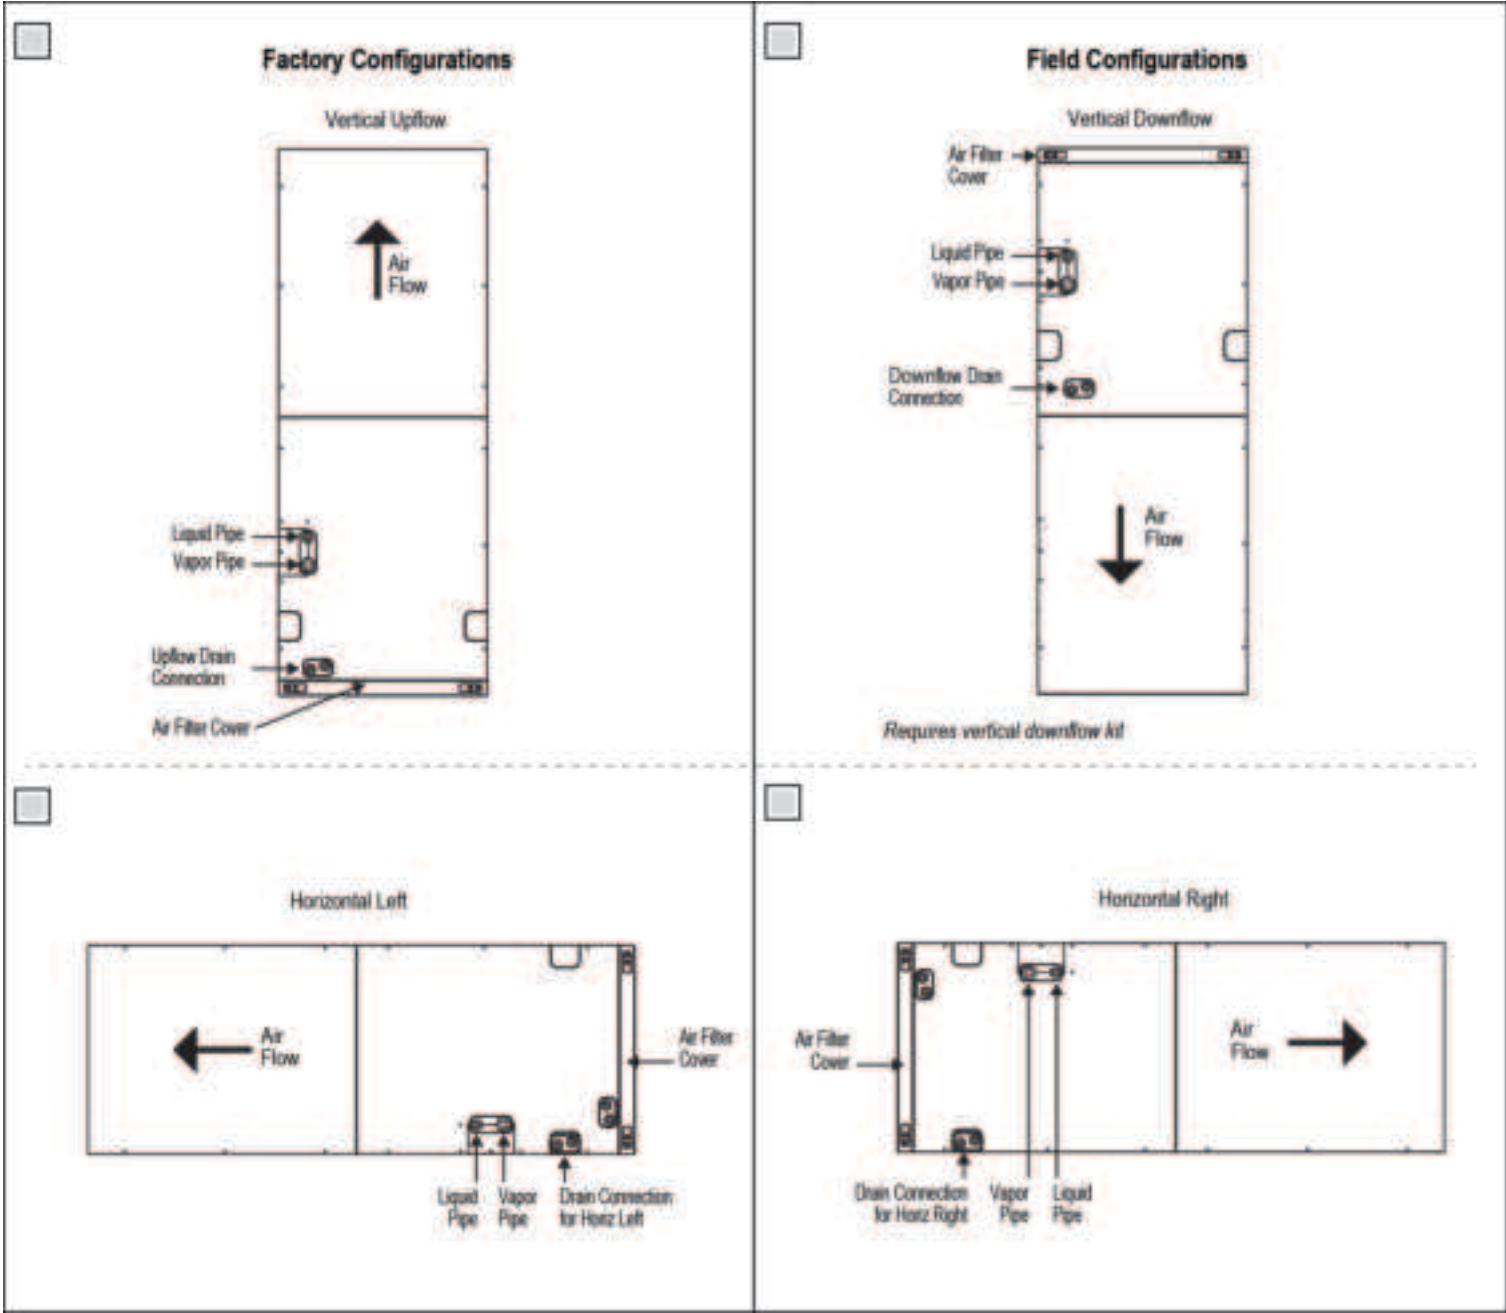 Factory Configurations
Vertical Upflow
Air
Flow
Liquid Pipe
Vapor Pipe
Upflow Drain
Connection
Air Filter Cover
Field Configurations
Vertical Downflow
Air Filter
Cover
Liquid Pipe
Vapor Pipe
Downflow Drain
Connection
Air
Flow
Requires vertical downflow kit
Horizontal Left
Air
Flow
Air Filter
Cover
Liquid
Pipe
Vapor
Pipe
Drain Connection
for Horiz Left
Horizontal Right
Air Filter
Cover
Air
Flow
Drain Connection
for Horiz Right
Vapor
Pipe
Liquid
Pipe